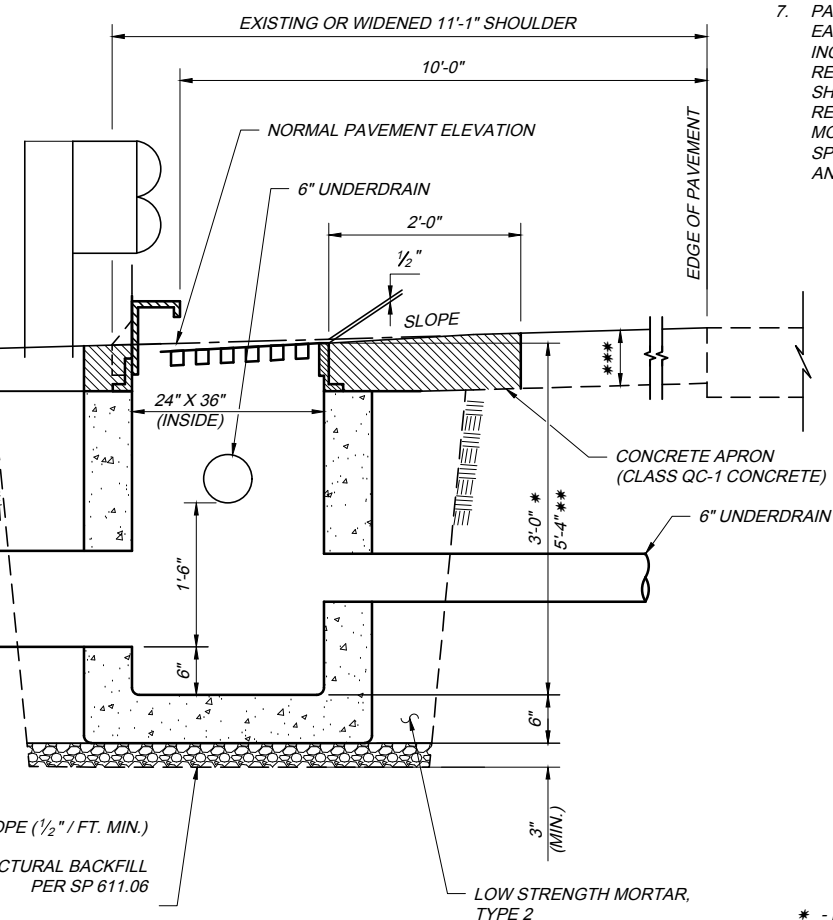 EXISTING OR WIDENED 11'-1" SHOULDER
7. PA
EA
INC
RE
SH
RE
MO
SP
AN
10'-0"
NORMAL PAVEMENT ELEVATION
6" UNDERDRAIN
2'-0"
1/2"
SLOPE
EDGE OF PAVEMENT
***
24" X 36"
(INSIDE)
CONCRETE APRON
(CLASS QC-1 CONCRETE)
3'-0" *
5'-4" **
6" UNDERDRAIN
1'-6"
6"
6"
3"
(MIN.)
OPE (1/2" / FT. MIN.)
CTURAL BACKFILL
PER SP 611.06
LOW STRENGTH MORTAR,
TYPE 2
* -